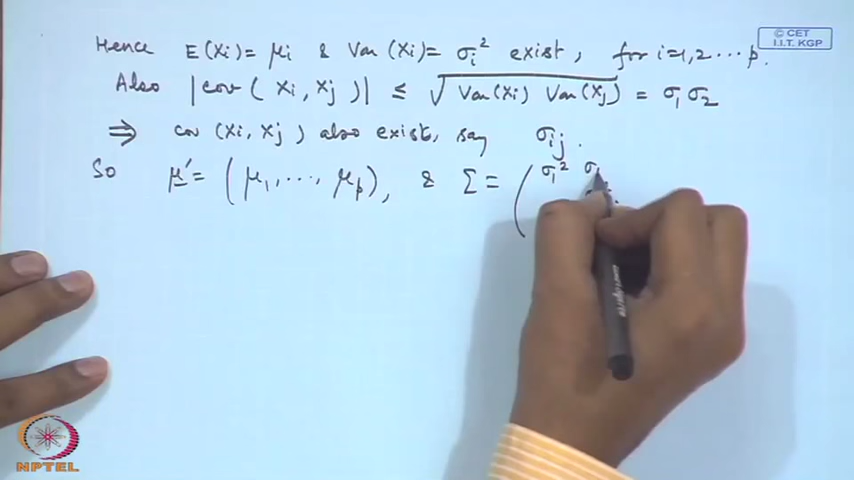 © CET
I.I.T. KGP
Hence E(Xi) = μi & Var(Xi) = σi² exist, for i=1,2 ... p.
Also |cov(Xi, Xj)| ≤ √Var(Xi) Var(Xj) = σ1 σ2
⇒ cov(Xi, Xj) also exist, say σij.
So μ' = (μ1, ..., μp), & Σ = ( σ1² σ1
NPTEL